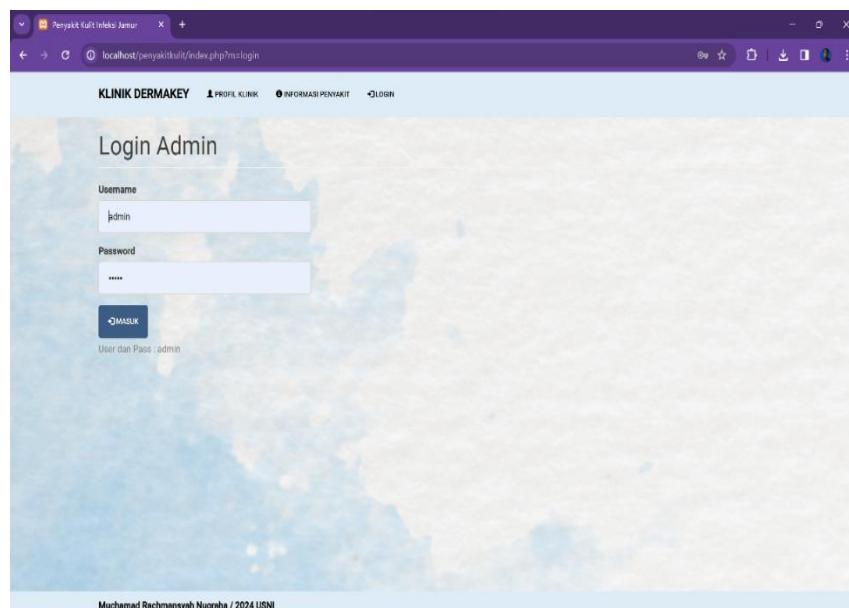 Penyakit Kulit Infeksi Jamur
localhost/penyakitkulit/index.php?m=login
KLINIK DERMAKEY PROFIL KLINIK INFORMASI PENYAKIT LOGIN
Login Admin
Username
admin
Password
•••••
MASUK
User dan Pass : admin
Muchamad Rachmansyah Nugraha / 2024 USNI